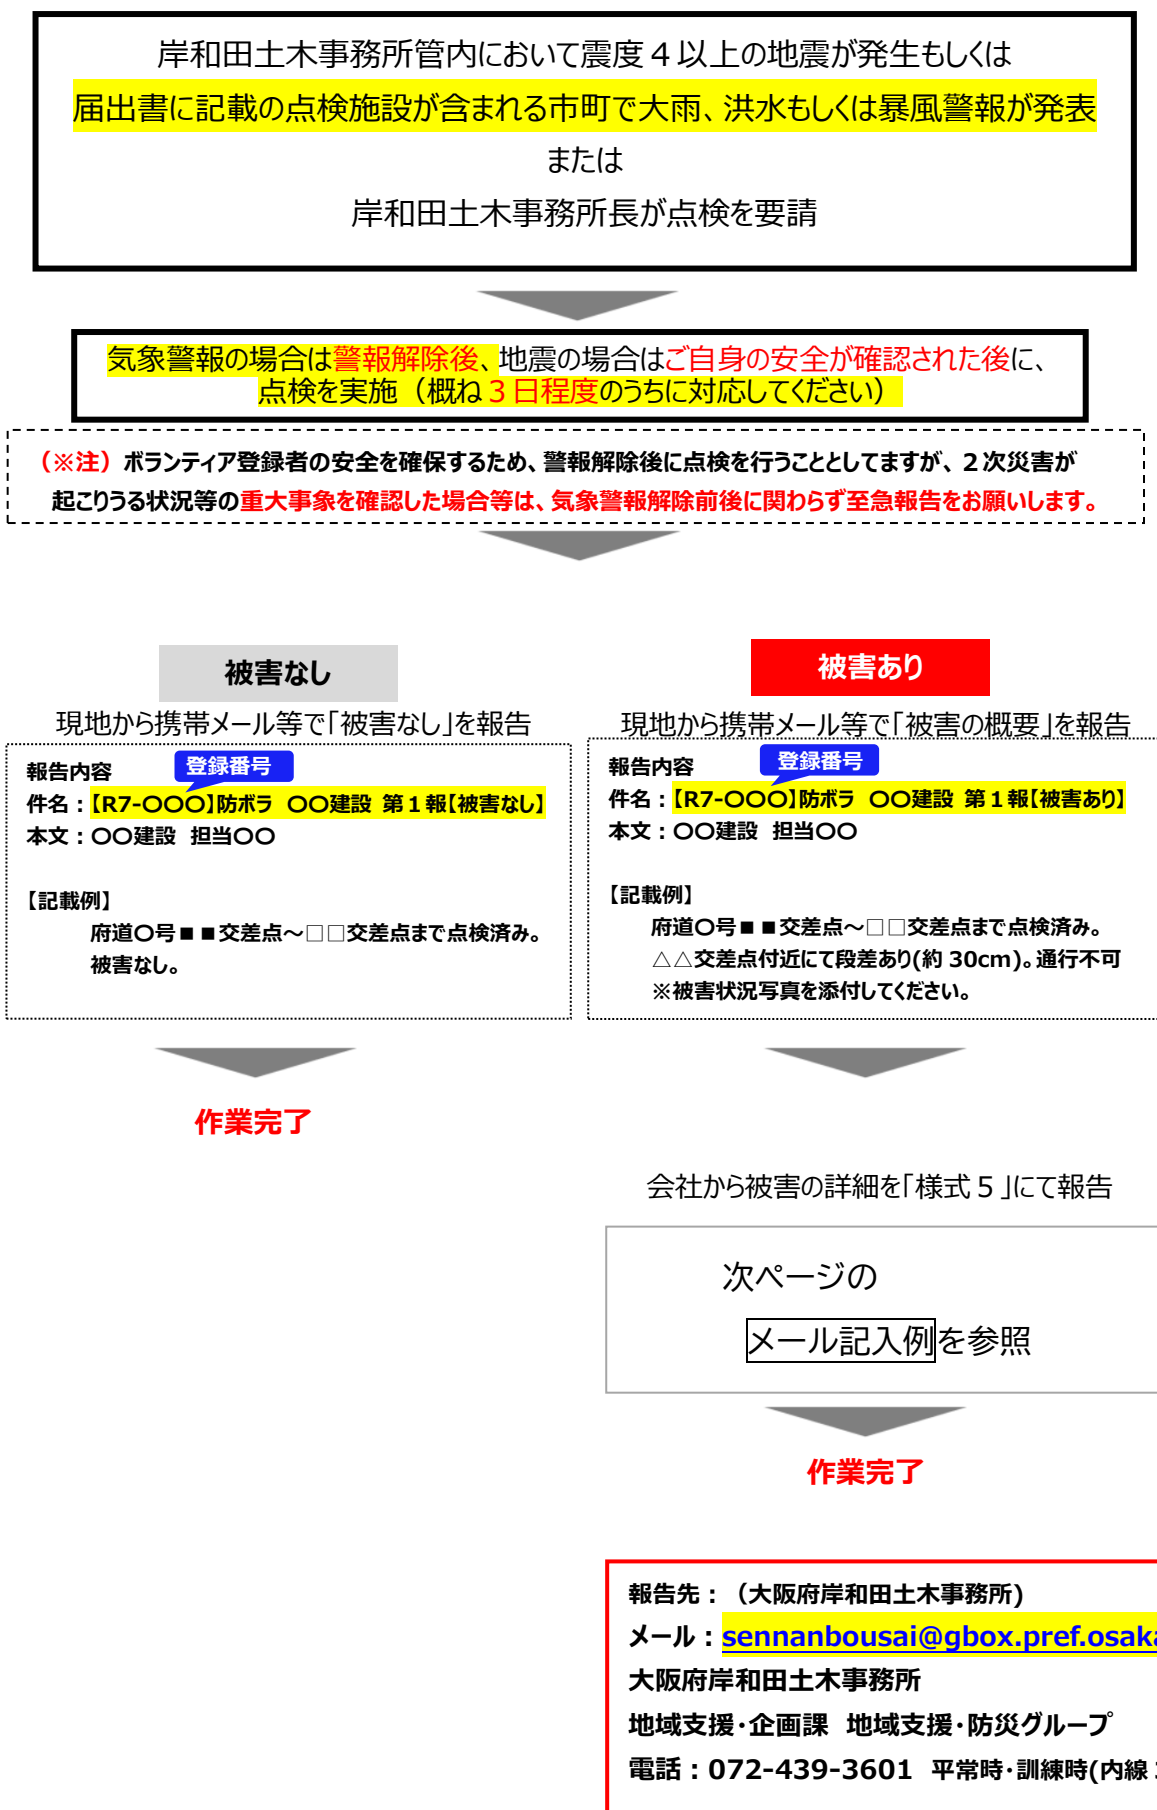 岸和田土木事務所管内において震度４以上の地震が発生もしくは
届出書に記載の点検施設が含まれる市町で大雨、洪水もしくは暴風警報が発表
または
岸和田土木事務所長が点検を要請
気象警報の場合は警報解除後、地震の場合はご自身の安全が確認された後に、
点検を実施（概ね３日程度のうちに対応してください）
（※注）ボランティア登録者の安全を確保するため、警報解除後に点検を行うこととしてますが、２次災害が
起こりうる状況等の重大事象を確認した場合等は、気象警報解除前後に関わらず至急報告をお願いします。
被害なし
現地から携帯メール等で「被害なし」を報告
登録番号
報告内容
件名：【R7-〇〇〇】防ボラ 〇〇建設 第１報【被害なし】
本文：〇〇建設 担当〇〇
【記載例】
府道〇号■■交差点～□□交差点まで点検済み。
被害なし。
作業完了
被害あり
現地から携帯メール等で「被害の概要」を報告
登録番号
報告内容
件名：【R7-〇〇〇】防ボラ 〇〇建設 第１報【被害あり】
本文：〇〇建設 担当〇〇
【記載例】
府道〇号■■交差点～□□交差点まで点検済み。
△△交差点付近にて段差あり(約 30cm)。通行不可
※被害状況写真を添付してください。
会社から被害の詳細を「様式５」にて報告
次ページの
メール記入例を参照
作業完了
報告先：（大阪府岸和田土木事務所)
メール：sennanbousai@gbox.pref.osak
大阪府岸和田土木事務所
地域支援・企画課 地域支援・防災グループ
電話：072-439-3601 平常時・訓練時(内線